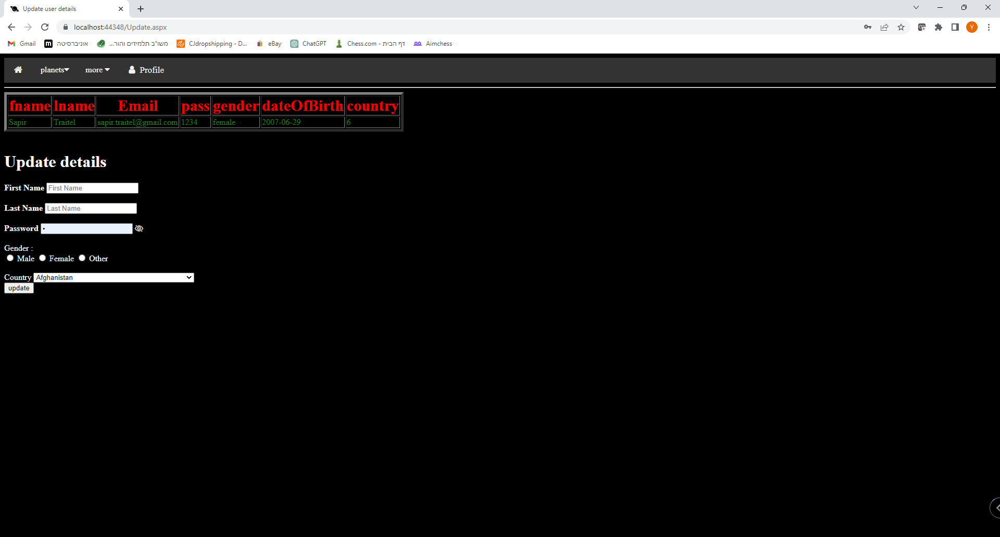 Update user details
localhost:44348/Update.aspx
Y
Gmail
m אוניברסיטה
משו"ב תלמידים והור...
CJdropshipping - D...
eBay
ChatGPT
Chess.com - דף הבית
Aimchess
planets
more
Profile
fname lname Email pass gender dateOfBirth country
Sapir Traitel sapir.traitel@gmail.com 1234 female 2007-06-29 6
Update details
First Name First Name
Last Name Last Name
Password
Gender :
Male Female Other
Country Afghanistan
update